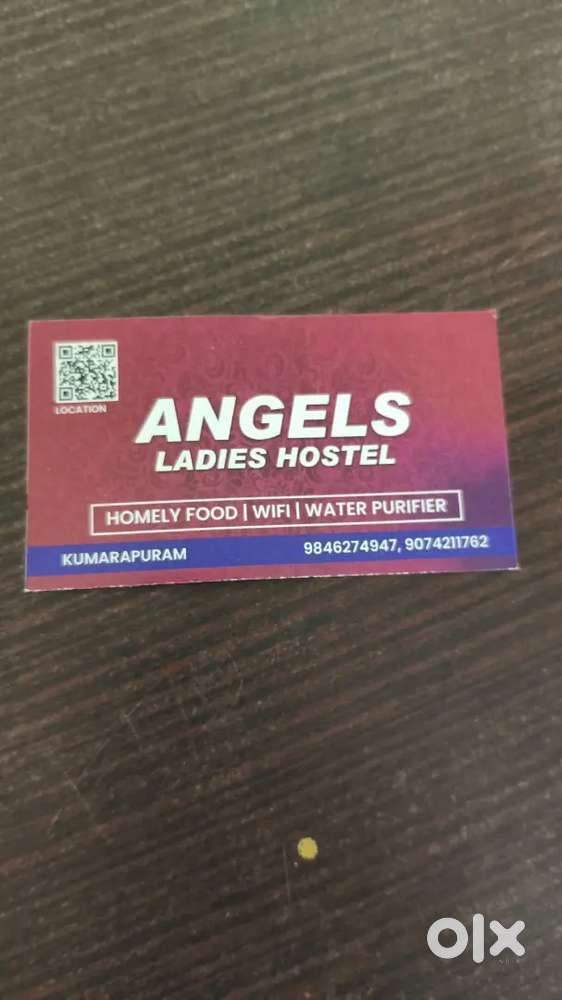 LOCATION
ANGELS
LADIES HOSTEL
HOMELY FOOD | WIFI | WATER PURIFIER
KUMARAPURAM
9846274947, 9074211762
olx